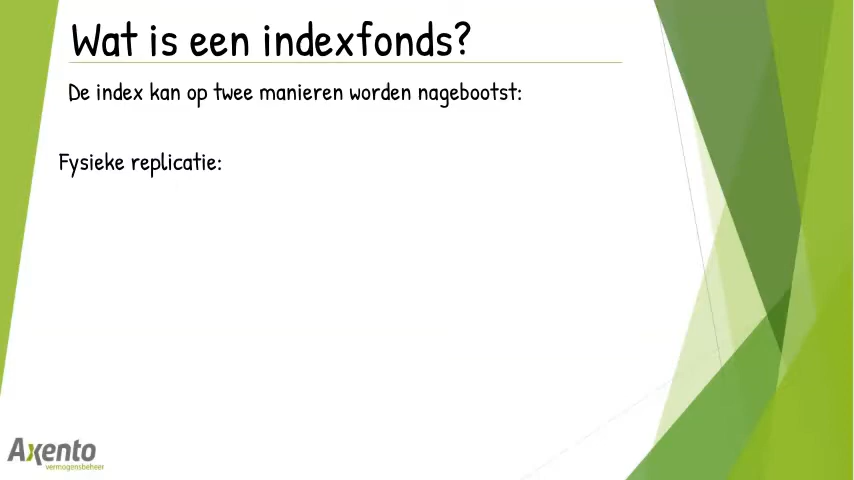 Wat is een indexfonds?
De index kan op twee manieren worden nagebootst:
Fysieke replicatie:
Axento
vermogensbeheer